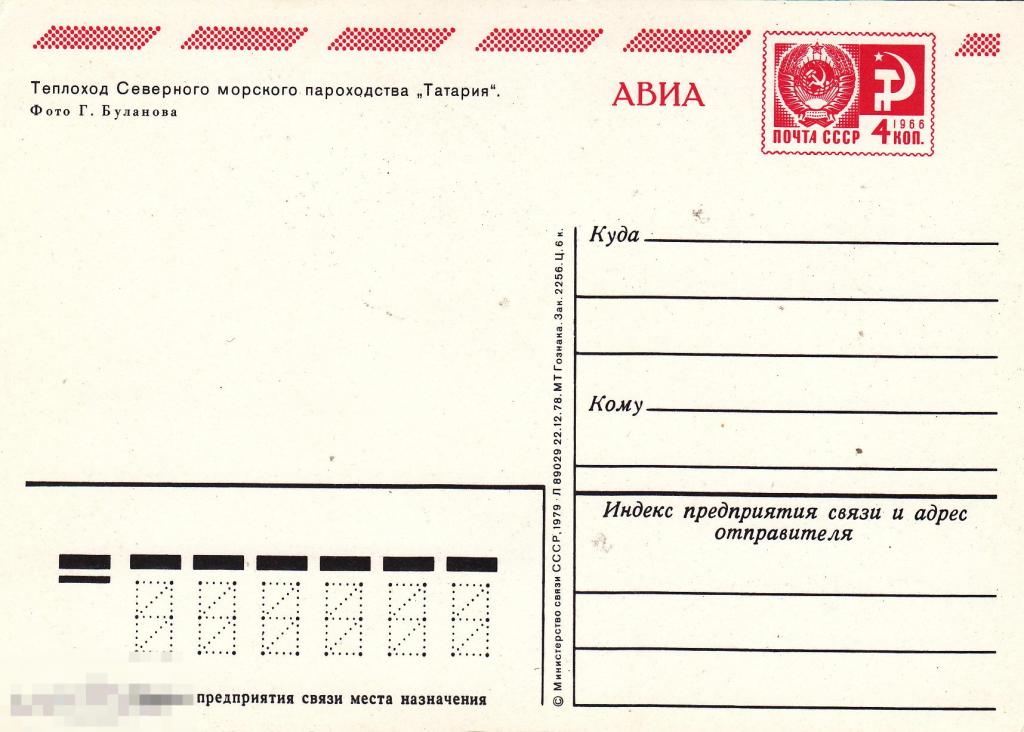 Теплоход Северного морского пароходства „Татария“.
Фото Г. Буланова
АВИА
1966
ПОЧТА СССР 4 КОП.
Куда
Кому
Индекс предприятия связи и адрес
отправителя
© Министерство связи СССР, 1979 · Л 89029 22.12.78. МТ Гознака. Зак. 2256. Ц. 6 к.
предприятия связи места назначения